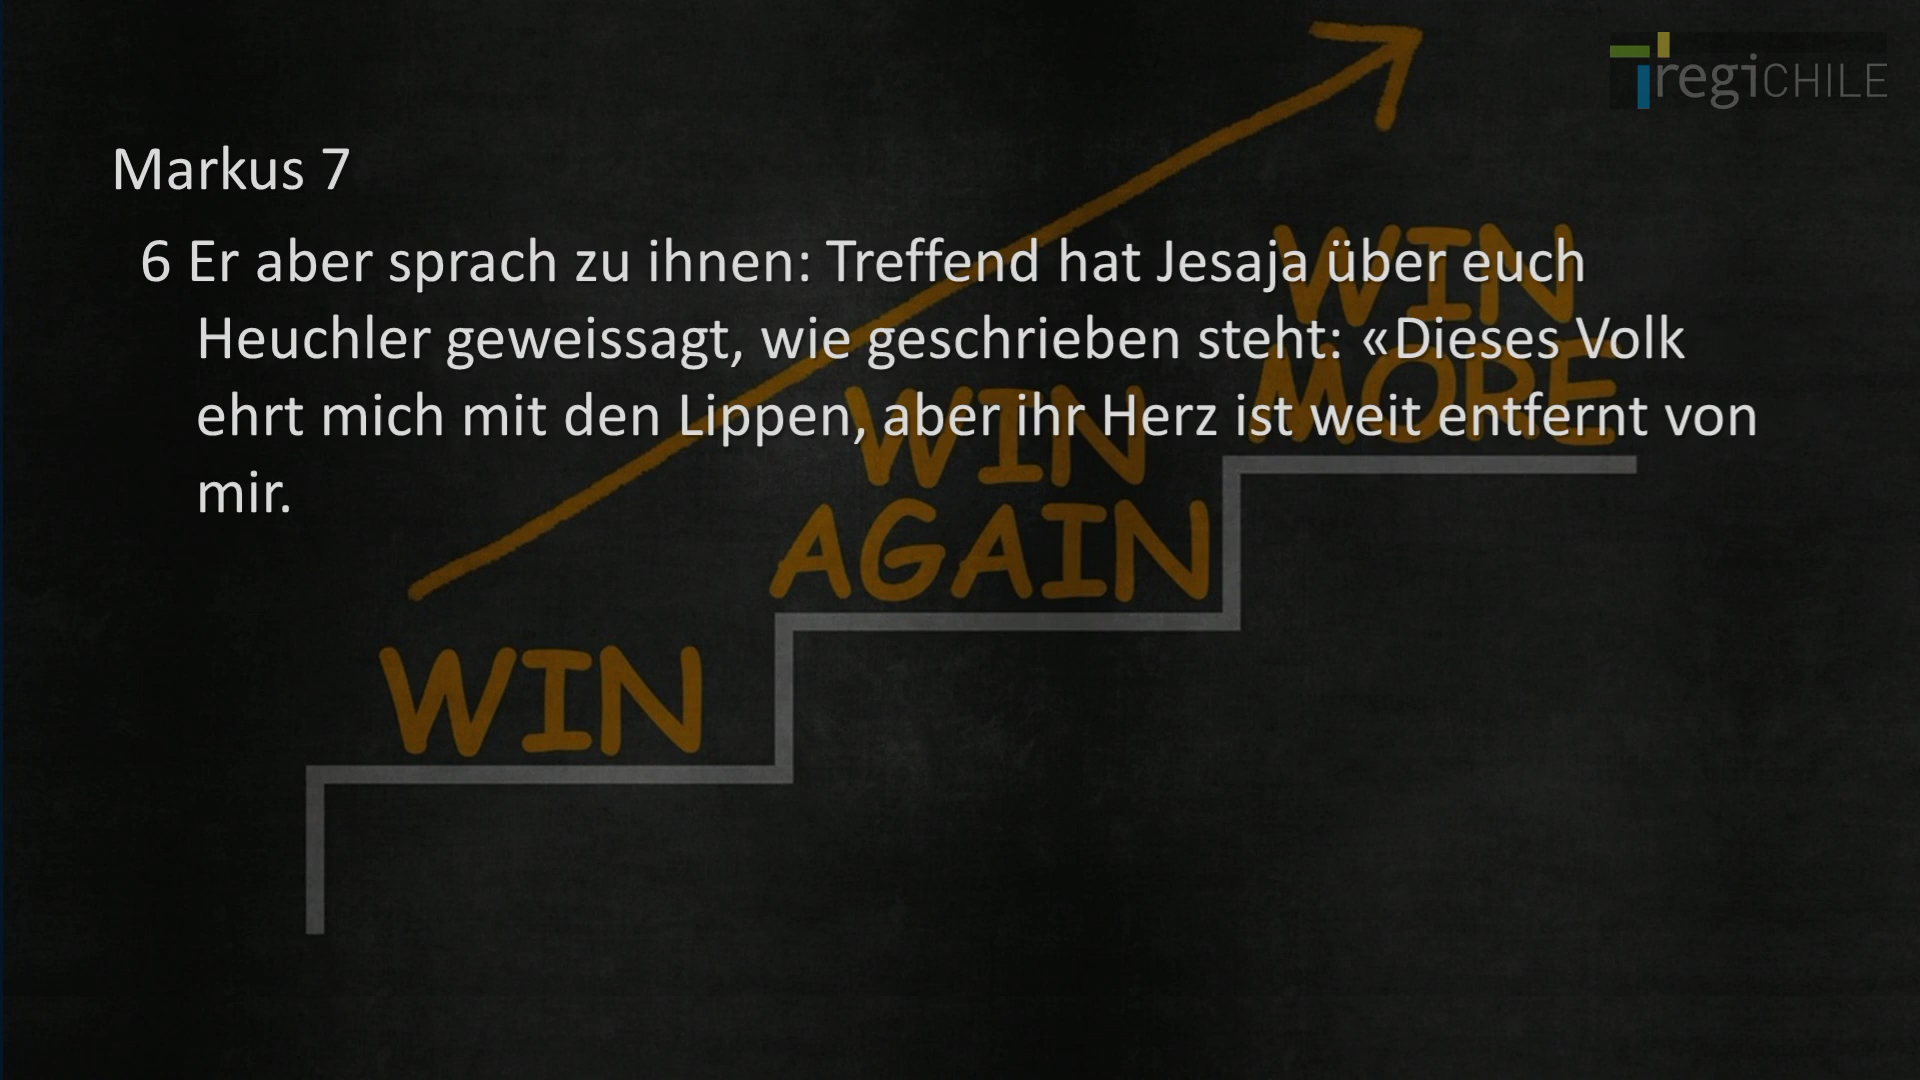 regiCHILE
Markus 7
6 Er aber sprach zu ihnen: Treffend hat Jesaja über euch
Heuchler geweissagt, wie geschrieben steht: «Dieses Volk
ehrt mich mit den Lippen, aber ihr Herz ist weit entfernt von
mir.
WIN
MORE
WIN
AGAIN
WIN